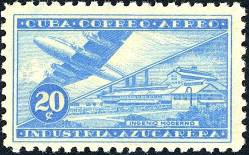 CUBA·CORREO·AEREO
20
¢
INGENIO MODERNO
INDUSTRIA AZUCARERA